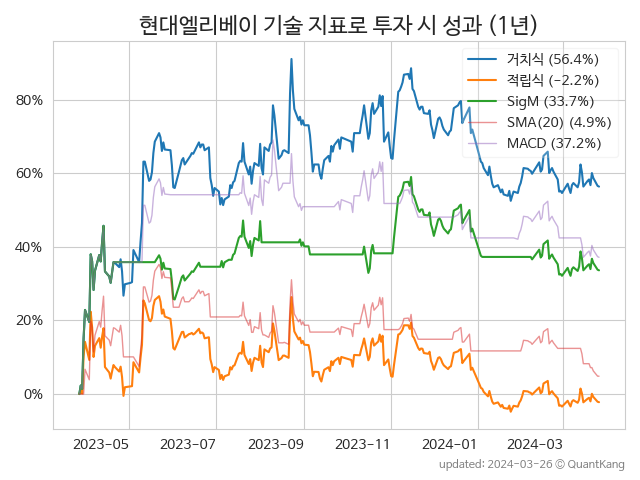 현대엘리베이 기술 지표로 투자 시 성과 (1년)
거치식 (56.4%)
적립식 (-2.2%)
SigM (33.7%)
SMA(20) (4.9%)
MACD (37.2%)
80%
60%
40%
20%
0%
2023-05 2023-07 2023-09 2023-11 2024-01 2024-03
updated: 2024-03-26 © QuantKang